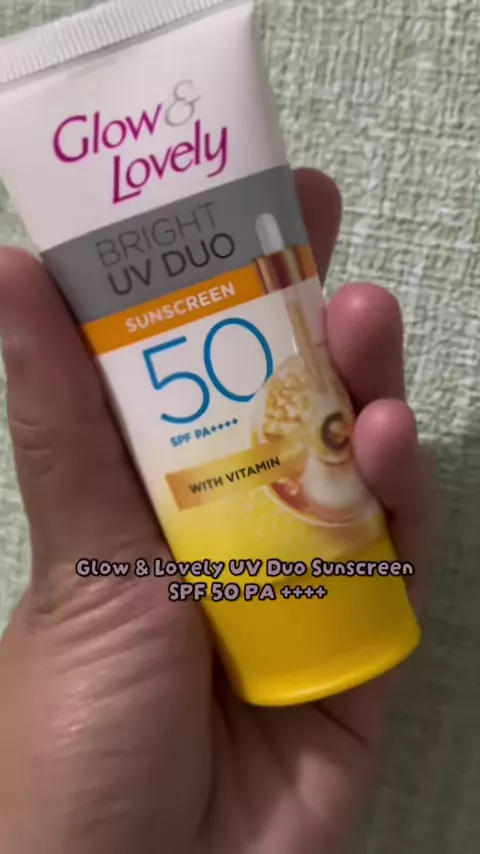 Glow &
Lovely
BRIGHT
UV DUO
SUNSCREEN
50
SPF PA++++
WITH VITAMIN
C
Glow & Lovely UV Duo Sunscreen
SPF 50 PA ++++